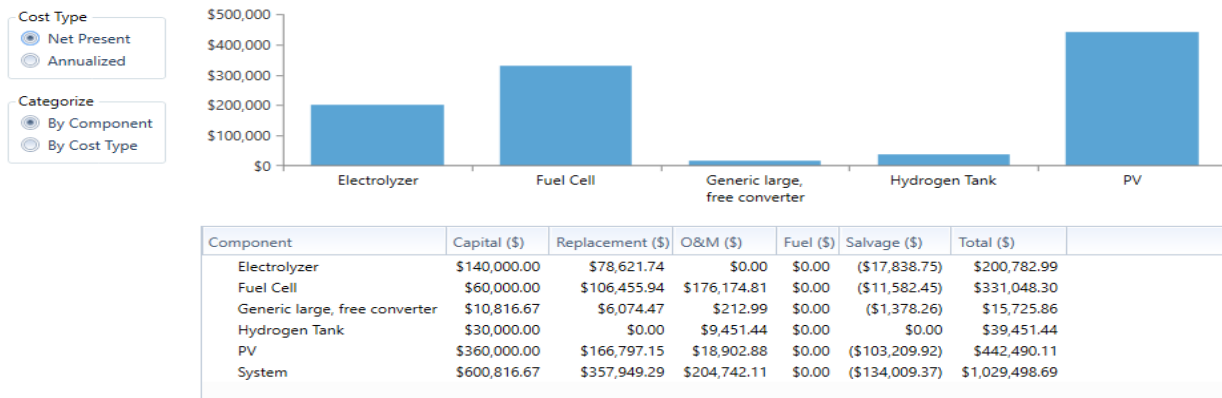 Cost Type
Net Present
Annualized
Categorize
By Component
By Cost Type
$500,000
$400,000
$300,000
$200,000
$100,000
$0
Electrolyzer
Fuel Cell
Generic large,
free converter
Hydrogen Tank
PV
Component Capital ($) Replacement ($) O&M ($) Fuel ($) Salvage ($) Total ($)
Electrolyzer $140,000.00 $78,621.74 $0.00 $0.00 ($17,838.75) $200,782.99
Fuel Cell $60,000.00 $106,455.94 $176,174.81 $0.00 ($11,582.45) $331,048.30
Generic large, free converter $10,816.67 $6,074.47 $212.99 $0.00 ($1,378.26) $15,725.86
Hydrogen Tank $30,000.00 $0.00 $9,451.44 $0.00 $0.00 $39,451.44
PV $360,000.00 $166,797.15 $18,902.88 $0.00 ($103,209.92) $442,490.11
System $600,816.67 $357,949.29 $204,742.11 $0.00 ($134,009.37) $1,029,498.69